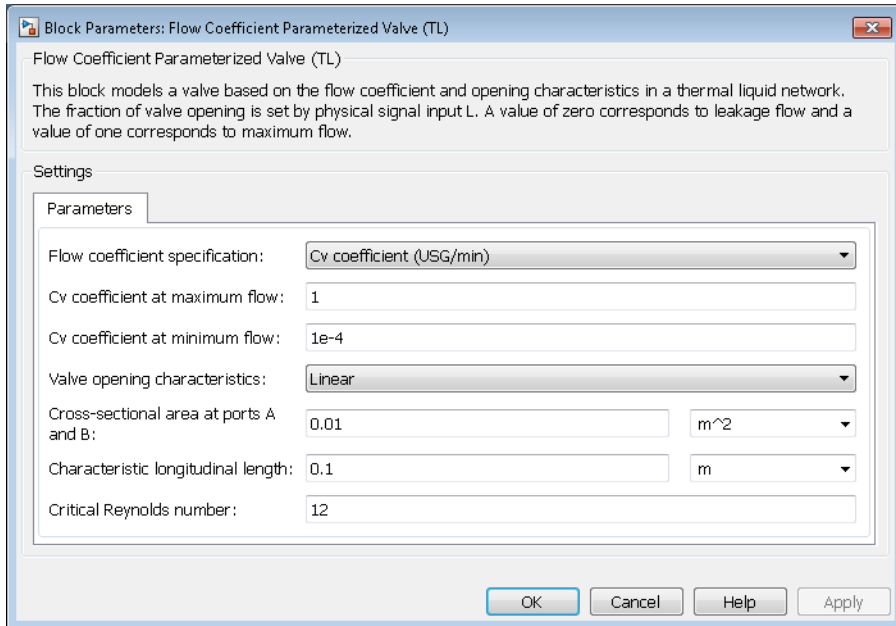 Block Parameters: Flow Coefficient Parameterized Valve (TL)
Flow Coefficient Parameterized Valve (TL)
This block models a valve based on the flow coefficient and opening characteristics in a thermal liquid network.
The fraction of valve opening is set by physical signal input L. A value of zero corresponds to leakage flow and a
value of one corresponds to maximum flow.
Settings
Parameters
Flow coefficient specification: Cv coefficient (USG/min)
Cv coefficient at maximum flow: 1
Cv coefficient at minimum flow: 1e-4
Valve opening characteristics: Linear
Cross-sectional area at ports A
and B: 0.01 m^2
Characteristic longitudinal length: 0.1 m
Critical Reynolds number: 12
OK Cancel Help Apply